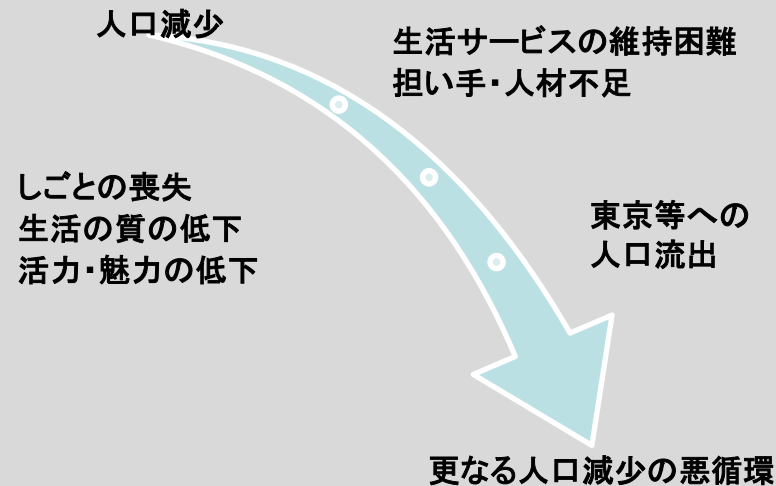 人口減少
生活サービスの維持困難
担い手・人材不足
しごとの喪失
生活の質の低下
活力・魅力の低下
東京等への
人口流出
更なる人口減少の悪循環